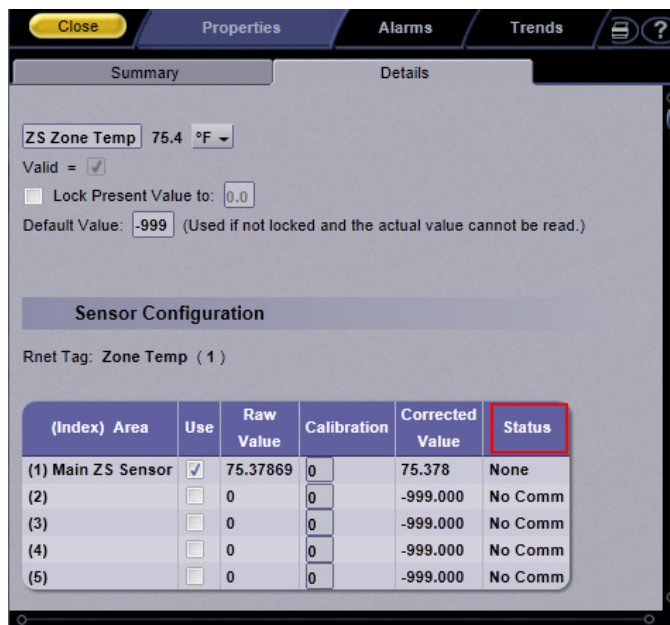 Close Properties Alarms Trends ?
Summary Details
ZS Zone Temp 75.4 °F
Valid =
Lock Present Value to: 0.0
Default Value: -999 (Used if not locked and the actual value cannot be read.)
Sensor Configuration
Rnet Tag: Zone Temp ( 1 )
(Index) Area Use Raw Value Calibration Corrected Value Status
(1) Main ZS Sensor 75.37869 0 75.378 None
(2) 0 0 -999.000 No Comm
(3) 0 0 -999.000 No Comm
(4) 0 0 -999.000 No Comm
(5) 0 0 -999.000 No Comm